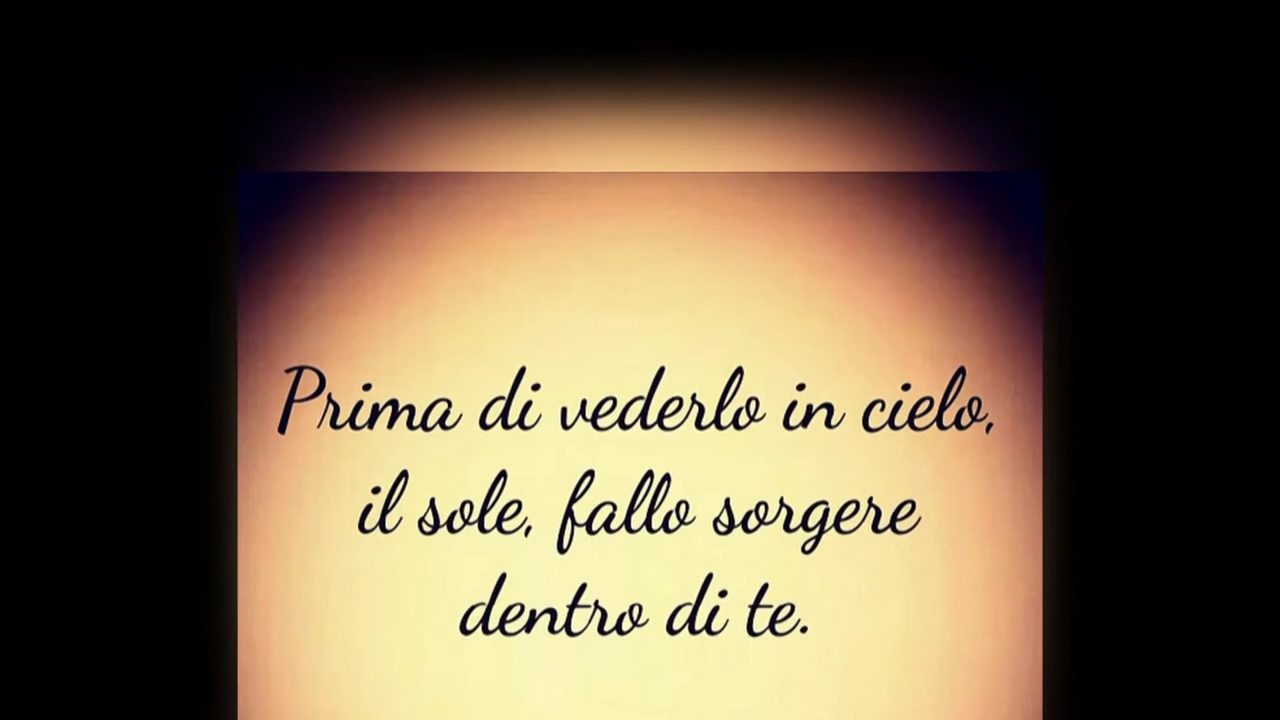 Prima di vederlo in cielo,
il sole, fallo sorgere
dentro di te.